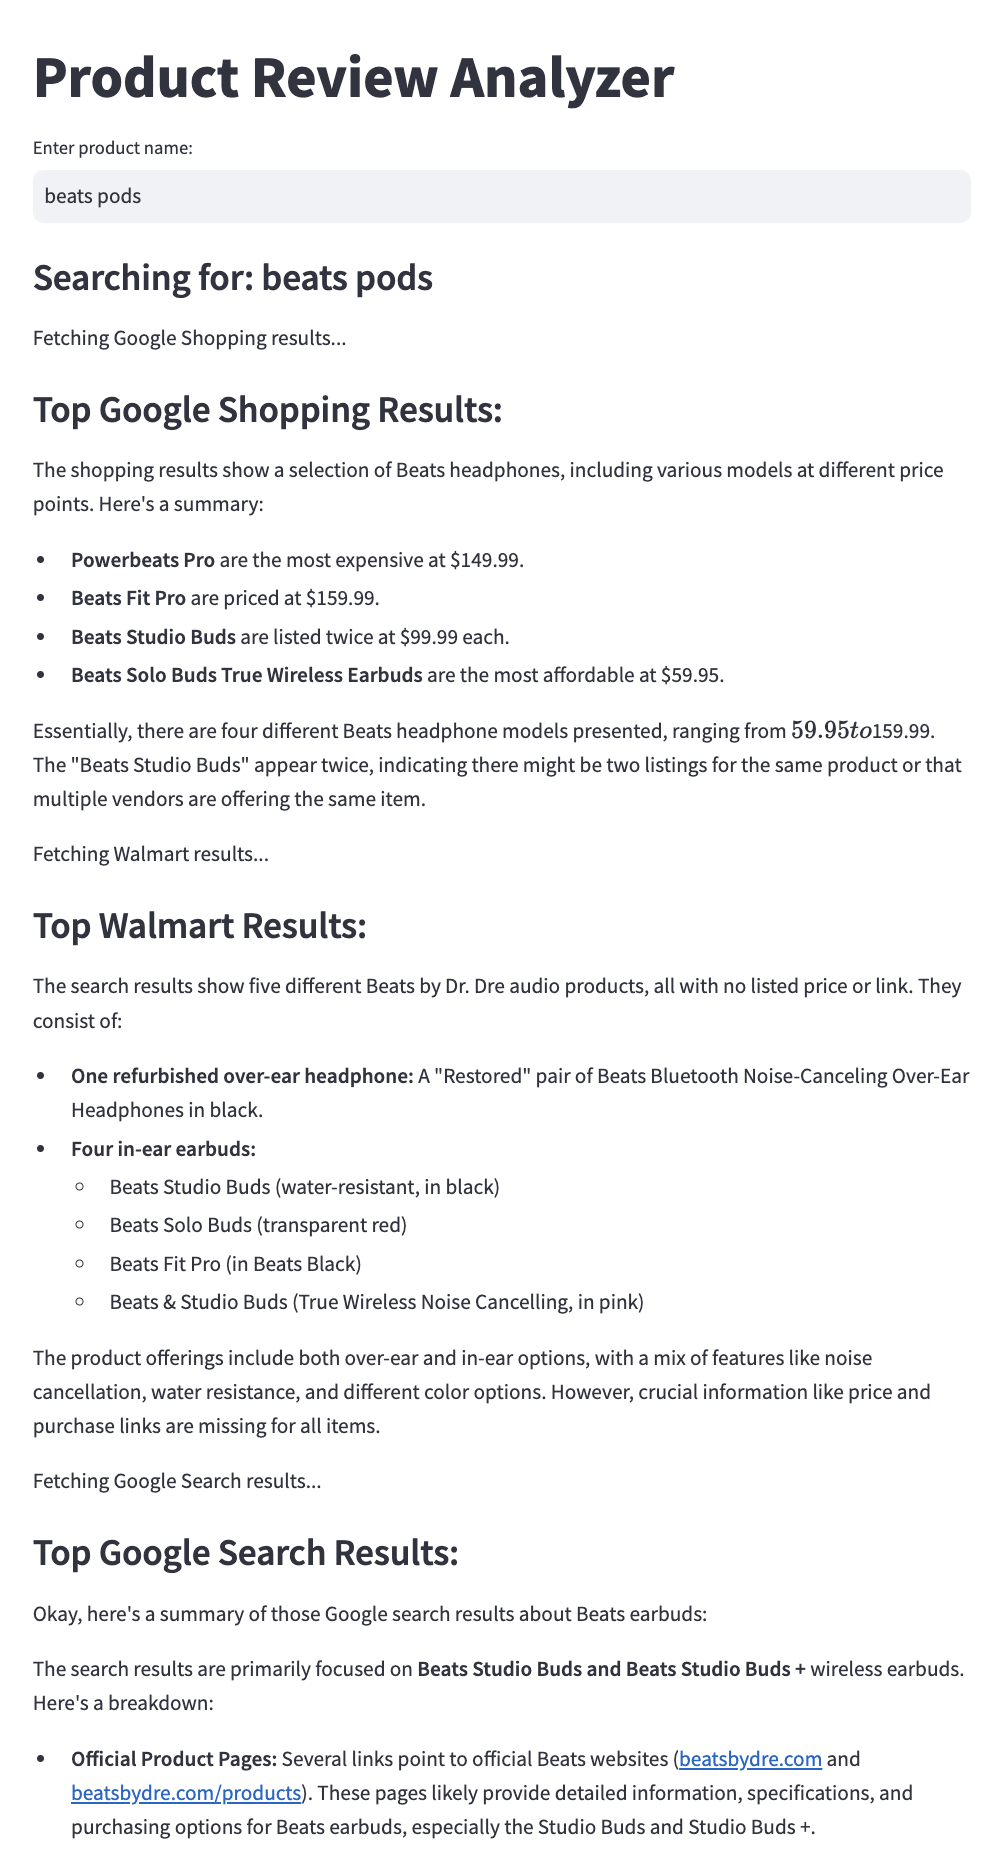 Product Review Analyzer
Enter product name:
beats pods
Searching for: beats pods
Fetching Google Shopping results...
Top Google Shopping Results:
The shopping results show a selection of Beats headphones, including various models at different price
points. Here's a summary:
• Powerbeats Pro are the most expensive at $149.99.
• Beats Fit Pro are priced at $159.99.
• Beats Studio Buds are listed twice at $99.99 each.
• Beats Solo Buds True Wireless Earbuds are the most affordable at $59.95.
Essentially, there are four different Beats headphone models presented, ranging from 59.95to159.99.
The "Beats Studio Buds" appear twice, indicating there might be two listings for the same product or that
multiple vendors are offering the same item.
Fetching Walmart results...
Top Walmart Results:
The search results show five different Beats by Dr. Dre audio products, all with no listed price or link. They
consist of:
• One refurbished over-ear headphone: A "Restored" pair of Beats Bluetooth Noise-Canceling Over-Ear
Headphones in black.
• Four in-ear earbuds:
◦ Beats Studio Buds (water-resistant, in black)
◦ Beats Solo Buds (transparent red)
◦ Beats Fit Pro (in Beats Black)
◦ Beats & Studio Buds (True Wireless Noise Cancelling, in pink)
The product offerings include both over-ear and in-ear options, with a mix of features like noise
cancellation, water resistance, and different color options. However, crucial information like price and
purchase links are missing for all items.
Fetching Google Search results...
Top Google Search Results:
Okay, here's a summary of those Google search results about Beats earbuds:
The search results are primarily focused on Beats Studio Buds and Beats Studio Buds + wireless earbuds.
Here's a breakdown:
• Official Product Pages: Several links point to official Beats websites (beatsbydre.com and
beatsbydre.com/products). These pages likely provide detailed information, specifications, and
purchasing options for Beats earbuds, especially the Studio Buds and Studio Buds +.